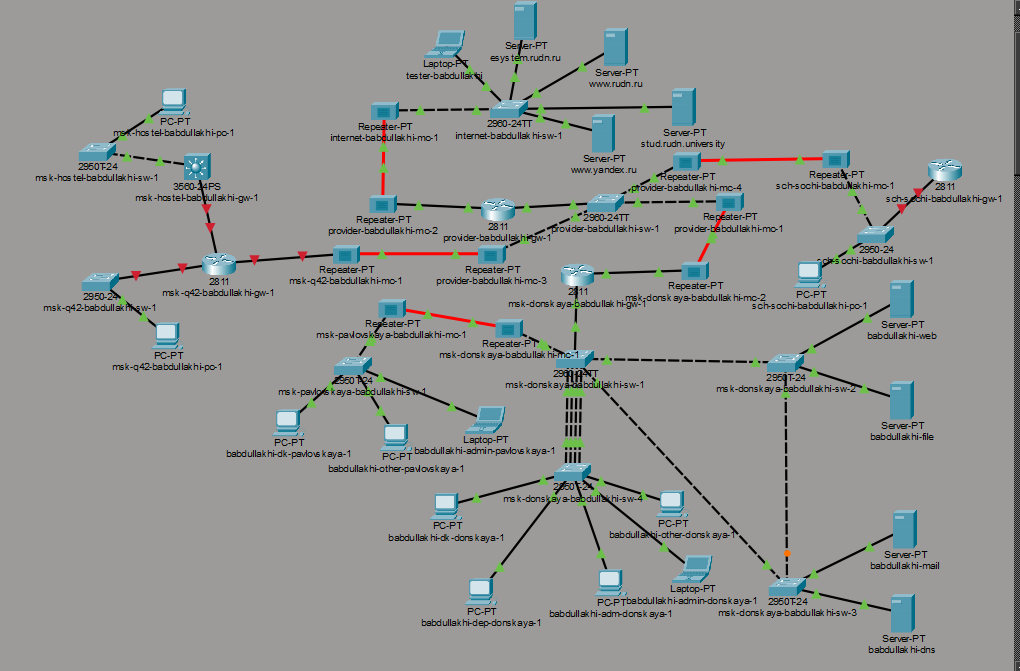 Server-PT
esystem.rudn.ru
Laptop-PT
tester-babdullakhi
Server-PT
www.rudn.ru
PC-PT
msk-hostel-babdullakhi-pc-1
Repeater-PT
internet-babdullakhi-mc-1
2960-24TT
internet-babdullakhi-sw-1
Server-PT
stud.rudn.university
Server-PT
www.yandex.ru
2950T-24
msk-hostel-babdullakhi-sw-1
3560-24PS
msk-hostel-babdullakhi-gw-1
Repeater-PT
provider-babdullakhi-mc-4
Repeater-PT
sch-sochi-babdullakhi-mc-1
2811
sch-sochi-babdullakhi-gw-1
Repeater-PT
provider-babdullakhi-mc-2
2811
provider-babdullakhi-gw-1
2960-24TT
provider-babdullakhi-sw-1
Repeater-PT
provider-babdullakhi-mc-1
2950-24
sch-sochi-babdullakhi-sw-1
2950-24
msk-q42-babdullakhi-sw-1
2811
msk-q42-babdullakhi-gw-1
Repeater-PT
msk-q42-babdullakhi-mc-1
Repeater-PT
provider-babdullakhi-mc-3
2811
msk-donskaya-babdullakhi-gw-1
Repeater-PT
msk-donskaya-babdullakhi-mc-2
PC-PT
sch-sochi-babdullakhi-pc-1
PC-PT
msk-q42-babdullakhi-pc-1
Repeater-PT
msk-pavlovskaya-babdullakhi-mc-1
Repeater-PT
msk-donskaya-babdullakhi-mc-1
Server-PT
babdullakhi-web
2950T-24
msk-pavlovskaya-babdullakhi-sw-1
2960-24TT
msk-donskaya-babdullakhi-sw-1
2950T-24
msk-donskaya-babdullakhi-sw-2
Server-PT
babdullakhi-file
PC-PT
babdullakhi-dk-pavlovskaya-1
PC-PT
babdullakhi-other-pavlovskaya-1
Laptop-PT
babdullakhi-admin-pavlovskaya-1
2950T-24
msk-donskaya-babdullakhi-sw-4
PC-PT
babdullakhi-dk-donskaya-1
PC-PT
babdullakhi-other-donskaya-1
PC-PT
babdullakhi-dep-donskaya-1
PC-PT
babdullakhi-adm-donskaya-1
Laptop-PT
babdullakhi-admin-donskaya-1
2950T-24
msk-donskaya-babdullakhi-sw-3
Server-PT
babdullakhi-mail
Server-PT
babdullakhi-dns